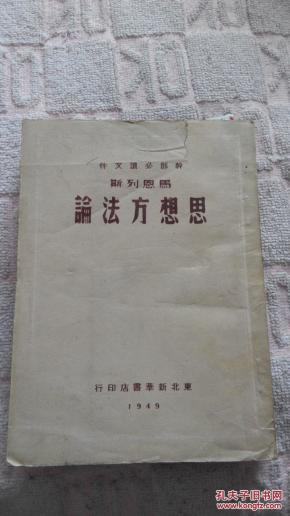 幹部必讀文件
馬恩列斯
思想方法論
東北新華書店印行
1949
孔夫子旧书网